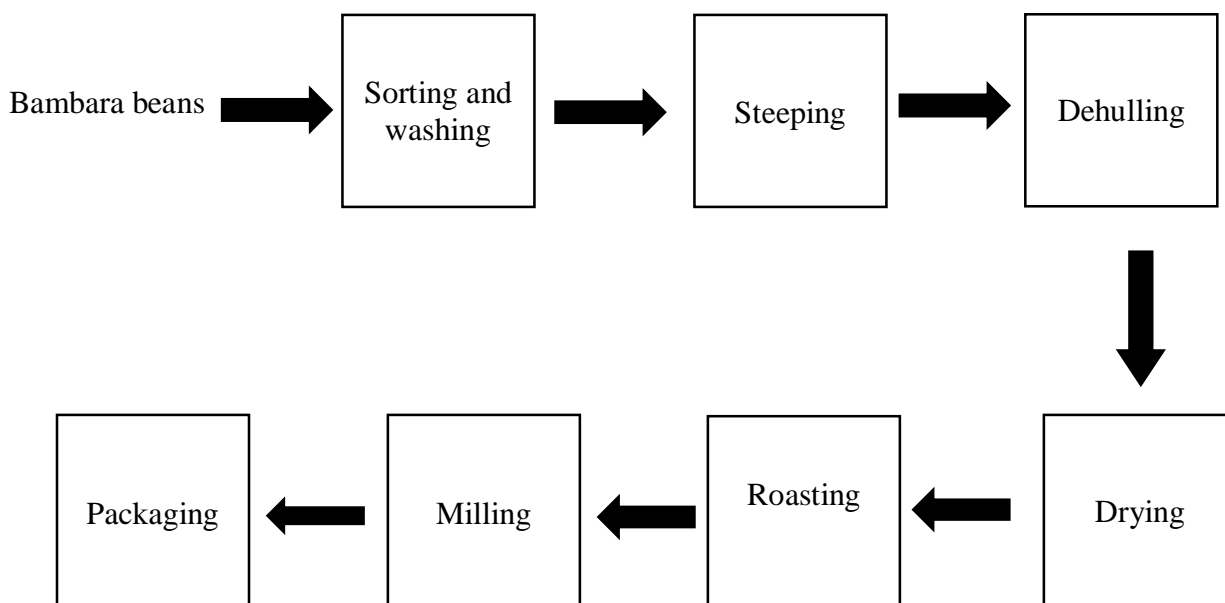 Bambara beans
Sorting and
washing
Steeping
Dehulling
Drying
Roasting
Milling
Packaging